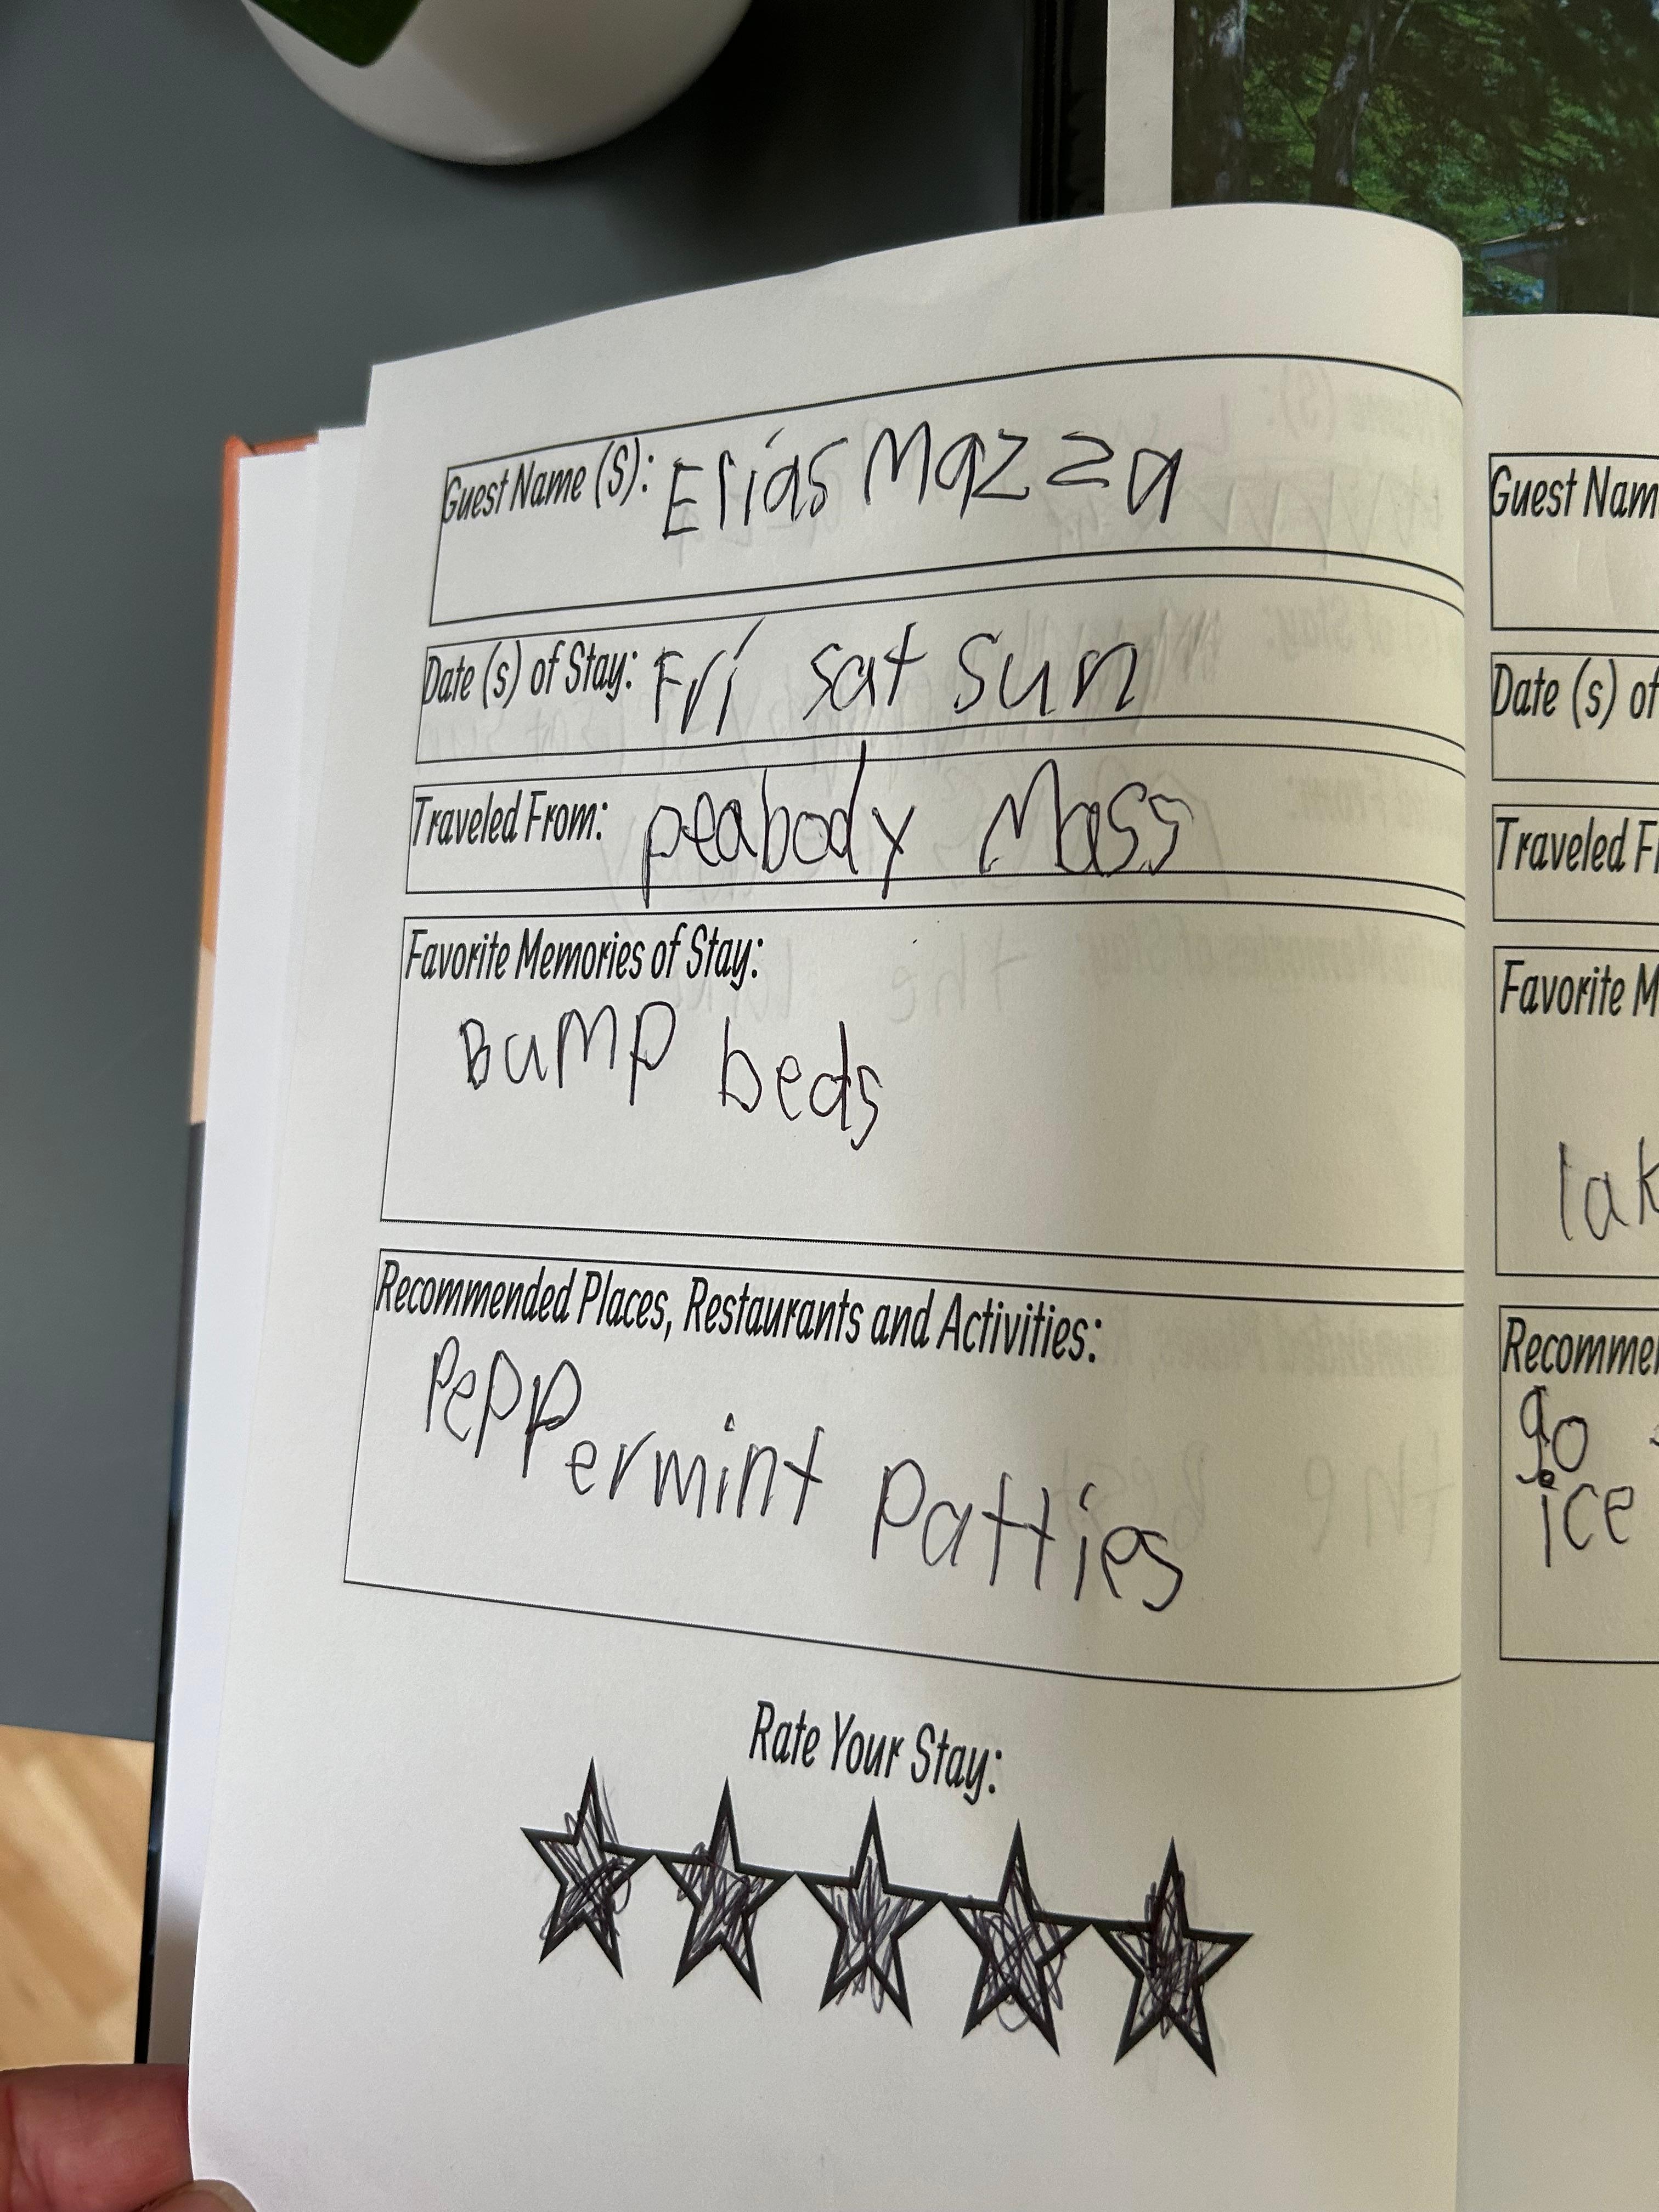 Guest Name (S): Elias Mazza
Date (s) of Stay: Fri sat sun
Traveled From: peabody Mass
Favorite Memories of Stay:
Bump beds
Recommended Places, Restaurants and Activities:
Peppermint Patties
Rate Your Stay:
Guest Nam
Date (s) of
Traveled F
Favorite M
lak
Recomme
go
ice